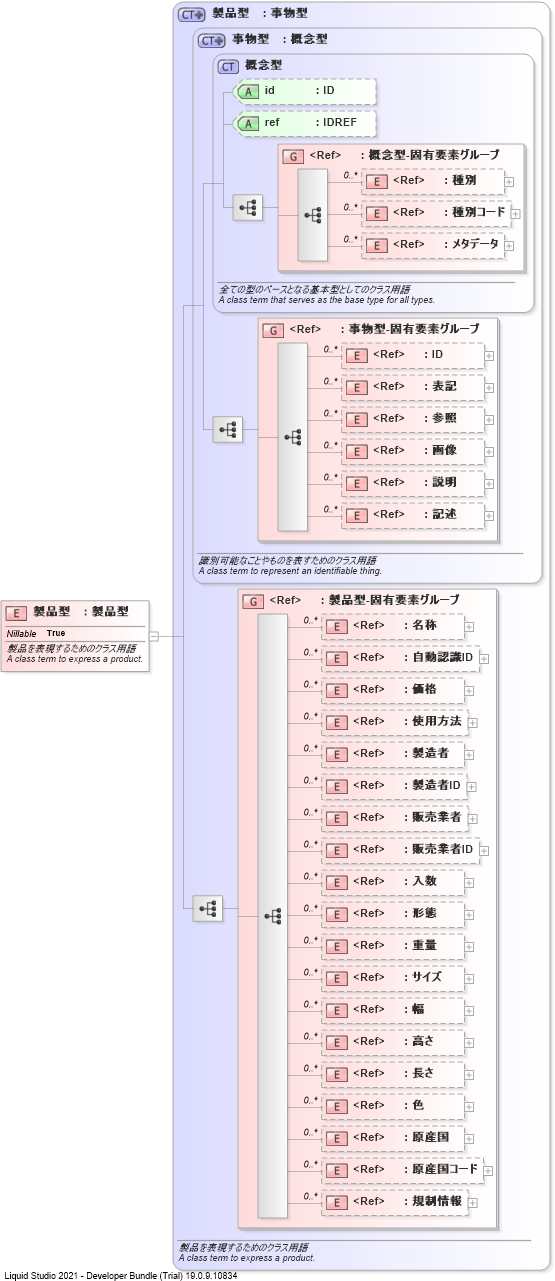 CT+ 製品型 : 事物型
CT+ 事物型 : 概念型
CT 概念型
A id : ID
A ref : IDREF
G <Ref> : 概念型-固有要素グループ
0..* E <Ref> : 種別
0..* E <Ref> : 種別コード
0..* E <Ref> : メタデータ
全ての型のベースとなる基本型としてのクラス用語
A class term that serves as the base type for all types.
G <Ref> : 事物型-固有要素グループ
0..* E <Ref> : ID
0..* E <Ref> : 表記
0..* E <Ref> : 参照
0..* E <Ref> : 画像
0..* E <Ref> : 説明
0..* E <Ref> : 記述
識別可能なことやものを表すためのクラス用語
A class term to represent an identifiable thing.
E 製品型 : 製品型
Nillable True
製品を表現するためのクラス用語
A class term to express a product.
G <Ref> : 製品型-固有要素グループ
0..* E <Ref> : 名称
0..* E <Ref> : 自動認識ID
0..* E <Ref> : 価格
0..* E <Ref> : 使用方法
0..* E <Ref> : 製造者
0..* E <Ref> : 製造者ID
0..* E <Ref> : 販売業者
0..* E <Ref> : 販売業者ID
0..* E <Ref> : 入数
0..* E <Ref> : 形態
0..* E <Ref> : 重量
0..* E <Ref> : サイズ
0..* E <Ref> : 幅
0..* E <Ref> : 高さ
0..* E <Ref> : 長さ
0..* E <Ref> : 色
0..* E <Ref> : 原産国
0..* E <Ref> : 原産国コード
0..* E <Ref> : 規制情報
製品を表現するためのクラス用語
A class term to express a product.
Liquid Studio 2021 - Developer Bundle (Trial) 19.0.9.10834